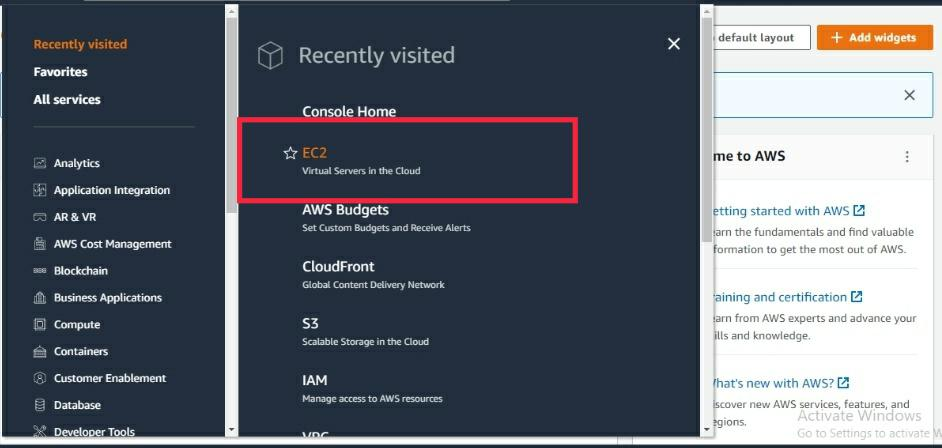 Recently visited
Favorites
All services
Analytics
Application Integration
AR & VR
AWS Cost Management
Blockchain
Business Applications
Compute
Containers
Customer Enablement
Database
Developer Tools
Recently visited
Console Home
EC2
Virtual Servers in the Cloud
AWS Budgets
Set Custom Budgets and Receive Alerts
CloudFront
Global Content Delivery Network
S3
Scalable Storage in the Cloud
IAM
Manage access to AWS resources
VPC
default layout
+ Add widgets
me to AWS
etting started with AWS
earn the fundamentals and find valuable
formation to get the most out of AWS.
raining and certification
earn from AWS experts and advance your
ills and knowledge.
hat's new with AWS?
iscover new AWS services, features, and
egions.
Activate Windows
Go to Settings to activate W